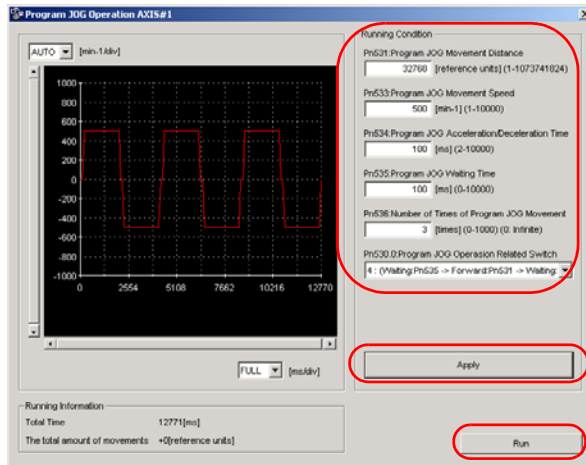 Program JOG Operation AXIS#1
AUTO [min-1/div]
1000
800
600
400
200
0
-200
-400
-600
-800
-1000
0 2554 5108 7662 10216 12770
FULL [ms/div]
Running Information
Total Time 12771[ms]
The total amount of movements +0[reference units]
Running Condition
Pn531:Program JOG Movement Distance
32768 [reference units] (1-1073741824)
Pn533:Program JOG Movement Speed
500 [min-1] (1-10000)
Pn534:Program JOG Acceleration/Deceleration Time
100 [ms] (2-10000)
Pn535:Program JOG Waiting Time
100 [ms] (0-10000)
Pn536:Number of Times of Program JOG Movement
3 [times] (0-1000) (0: Infinite)
Pn530.0:Program JOG Operasion Related Switch
4 : (Waiting:Pn535 -> Forward:Pn531 -> Waiting:
Apply
Run